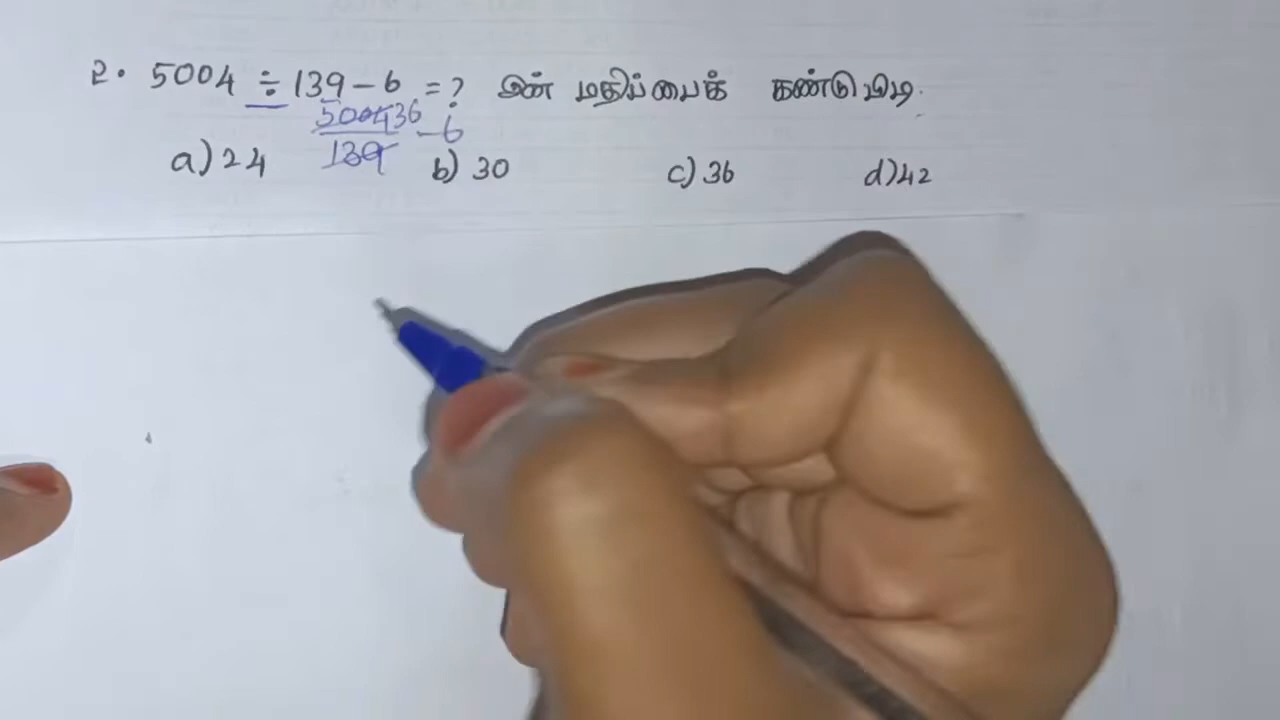 2. 5004 ÷ 139 - 6 = ? இன் மதிப்பைக் கண்டுபிடி.
5004 36 - 6
139
a) 24 b) 30 c) 36 d) 42